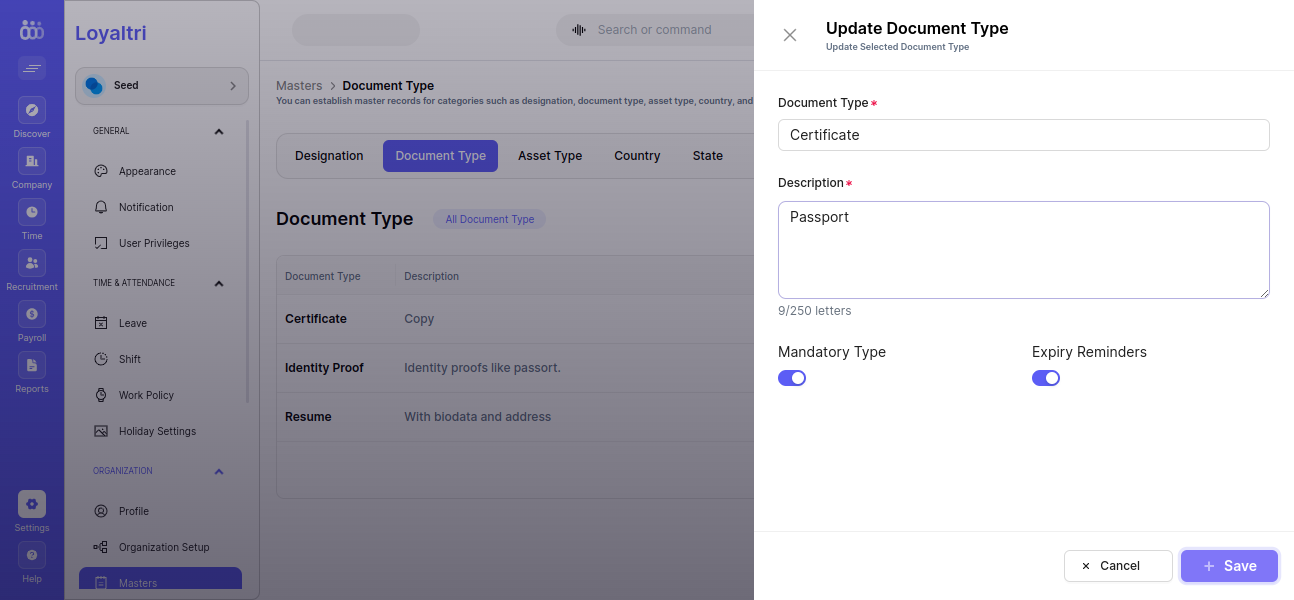 Loyaltri
Seed
Discover
Company
Time
Recruitment
Payroll
Reports
Settings
Help
GENERAL
Appearance
Notification
User Privileges
TIME & ATTENDANCE
Leave
Shift
Work Policy
Holiday Settings
ORGANIZATION
Profile
Organization Setup
Masters
Search or command
Masters > Document Type
You can establish master records for categories such as designation, document type, asset type, country, and
Designation Document Type Asset Type Country State
Document Type All Document Type
Document Type Description
Certificate Copy
Identity Proof Identity proofs like passort.
Resume With biodata and address
Update Document Type
Update Selected Document Type
Document Type *
Certificate
Description *
Passport
9/250 letters
Mandatory Type Expiry Reminders
× Cancel + Save